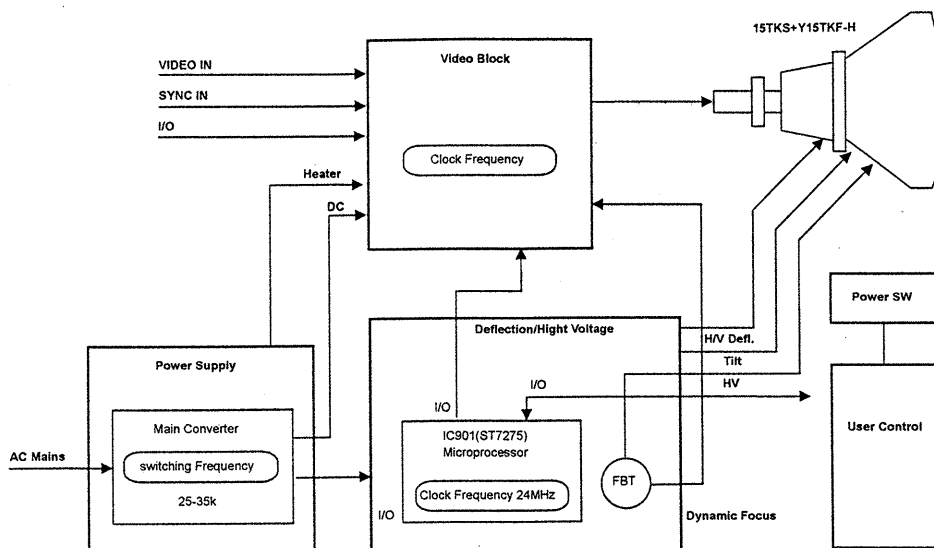 15TKS+Y15TKF-H
Video Block
VIDEO IN
SYNC IN
I/O
Clock Frequency
Heater
DC
Power SW
Deflection/Hight Voltage
H/V Defl.
Power Supply
Tilt
I/O
HV
I/O
Main Converter
IC901(ST7275)
Microprocessor
User Control
AC Mains
switching Frequency
FBT
25-35k
Clock Frequency 24MHz
I/O
Dynamic Focus